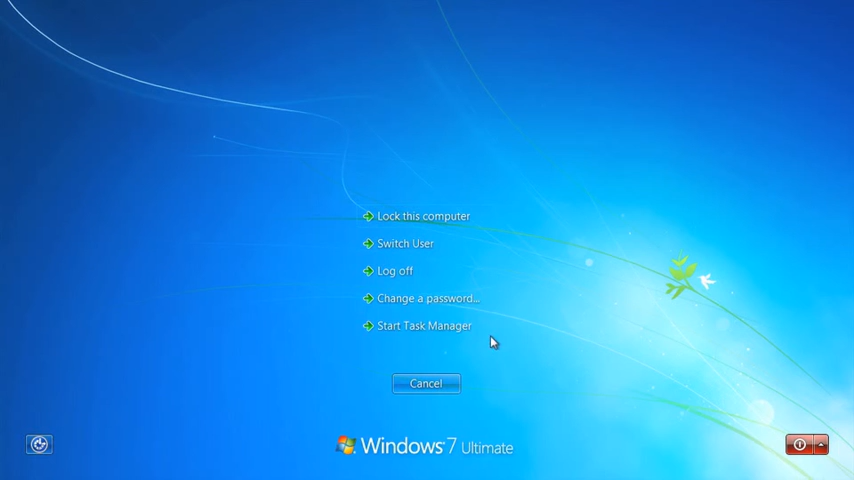 Lock this computer
Switch User
Log off
Change a password...
Start Task Manager
Cancel
Windows 7 Ultimate